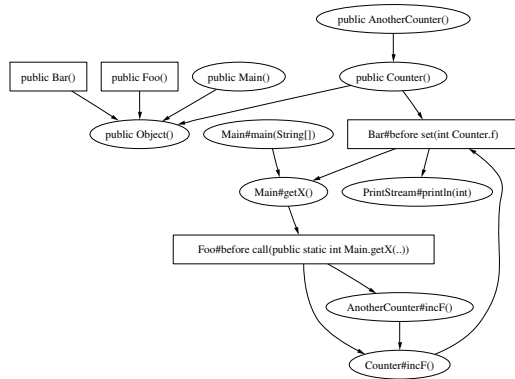 public AnotherCounter()
public Bar()
public Foo()
public Main()
public Counter()
public Object()
Main#main(String[])
Bar#before set(int Counter.f)
Main#getX()
PrintStream#println(int)
Foo#before call(public static int Main.getX(..))
AnotherCounter#incF()
Counter#incF()